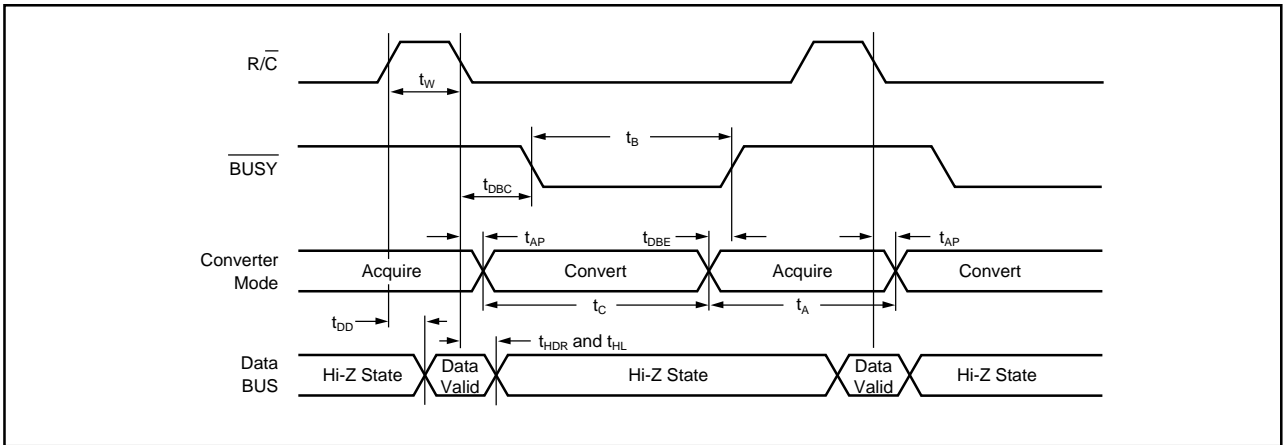 R/C̅
t_W
B̅U̅S̅Y̅
t_B
t_DBC
Converter Mode
t_AP
t_DBE
t_AP
Acquire
Convert
Acquire
Convert
t_C
t_A
t_DD
t_HDR and t_HL
Data BUS
Hi-Z State
Data Valid
Hi-Z State
Data Valid
Hi-Z State